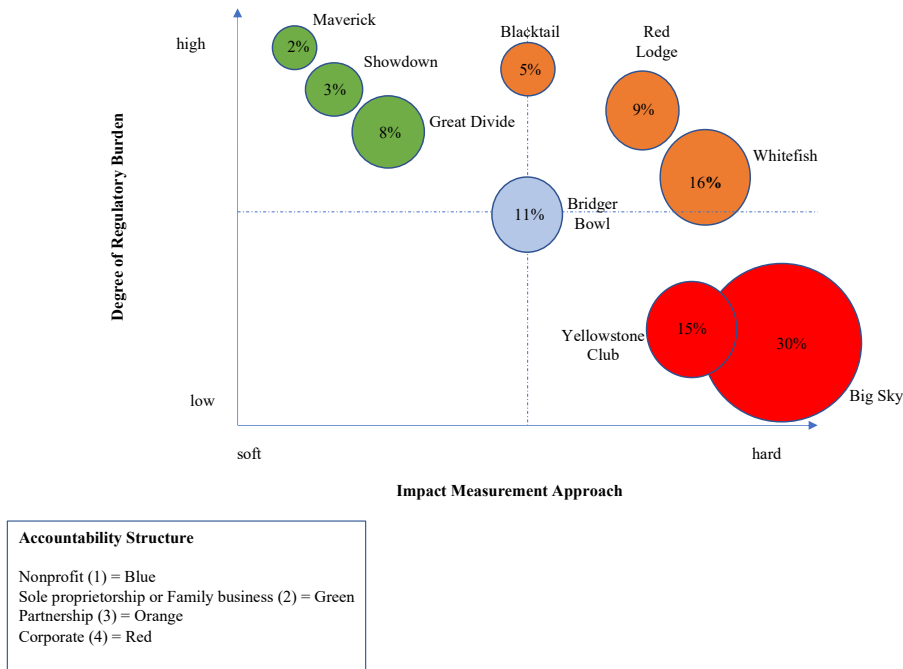 Maverick
high
2%
Blacktail
Red
Lodge
Showdown
5%
3%
9%
Great Divide
8%
Whitefish
16%
Degree of Regulatory Burden
11%
Bridger
Bowl
15%
Yellowstone
Club
30%
Big Sky
low
soft
hard
Impact Measurement Approach
Accountability Structure
Nonprofit (1) = Blue
Sole proprietorship or Family business (2) = Green
Partnership (3) = Orange
Corporate (4) = Red